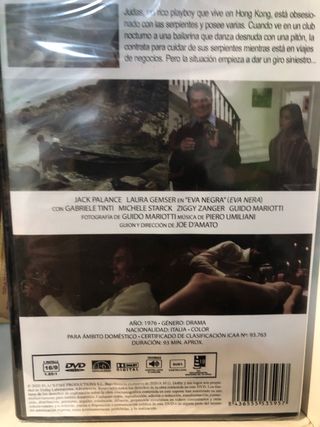 Judas, un rico playboy que vive en Hong Kong, está obsesio-
nado con las serpientes y posee varias. Cuando ve en un club
nocturno a una bailarina que danza desnuda con una pitón, la
contrata para cuidar de sus serpientes mientras está en viajes
de negocios. Pero la situación empieza a dar un giro siniestro...
JACK PALANCE LAURA GEMSER EN "EVA NEGRA" (EVA NERA)
CON GABRIELE TINTI MICHELE STARCK ZIGGY ZANGER GUIDO MARIOTTI
FOTOGRAFÍA DE GUIDO MARIOTTI MÚSICA DE PIERO UMILIANI
GUION Y DIRECCIÓN DE JOE D'AMATO
AÑO: 1976 - GÉNERO: DRAMA
NACIONALIDAD: ITALIA - COLOR
PARA ÁMBITO DOMÉSTICO - CERTIFICADO DE CALIFICACIÓN ICAA Nº: 93.763
DURACIÓN: 93 MIN. APROX.
16/9
DVD
8436555535957